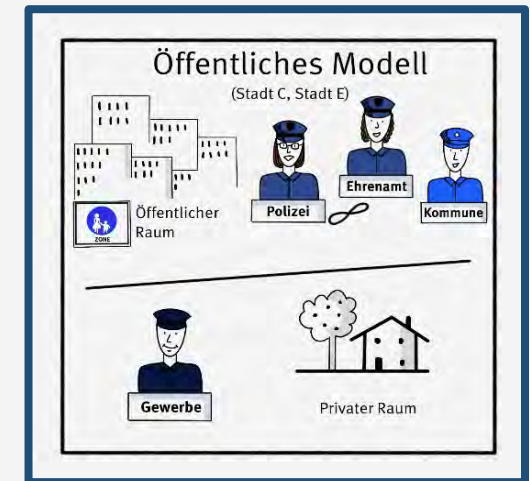 Öffentliches Modell
(Stadt C, Stadt E)
Polizei
Ehrenamt
Kommune
ZONE
Öffentlicher
Raum
Gewerbe
Privater Raum